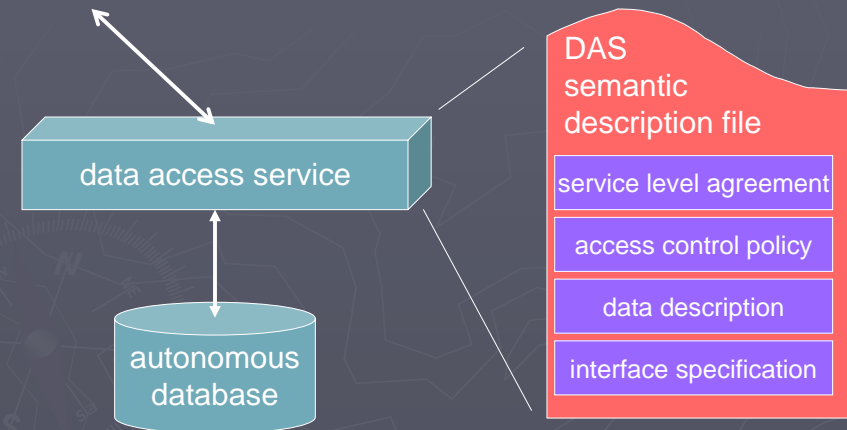 DAS
semantic
description file
data access service
service level agreement
access control policy
data description
interface specification
autonomous
database
N